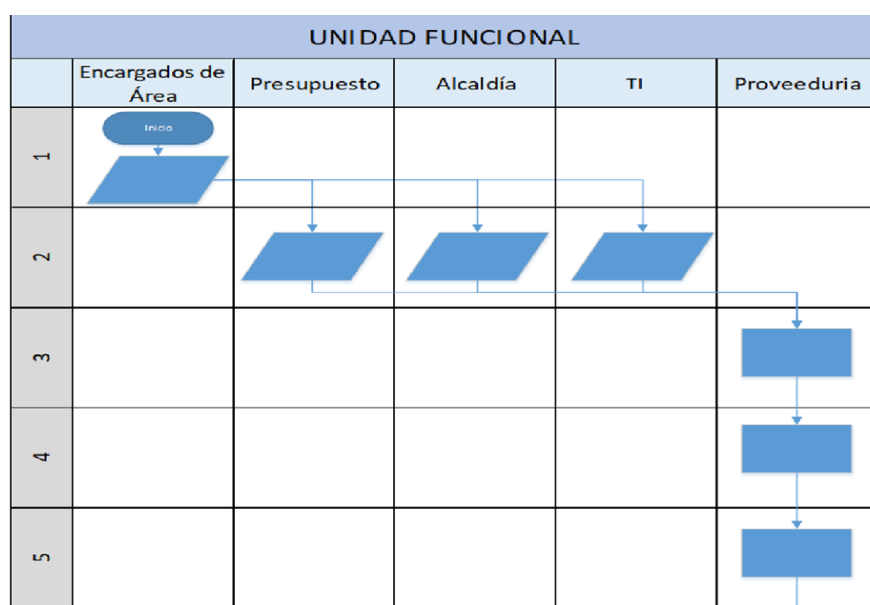 UNIDAD FUNCIONAL
Encargados de
Área
Presupuesto
Alcaldía
TI
Proveeduria
Inicio
1
2
3
4
5